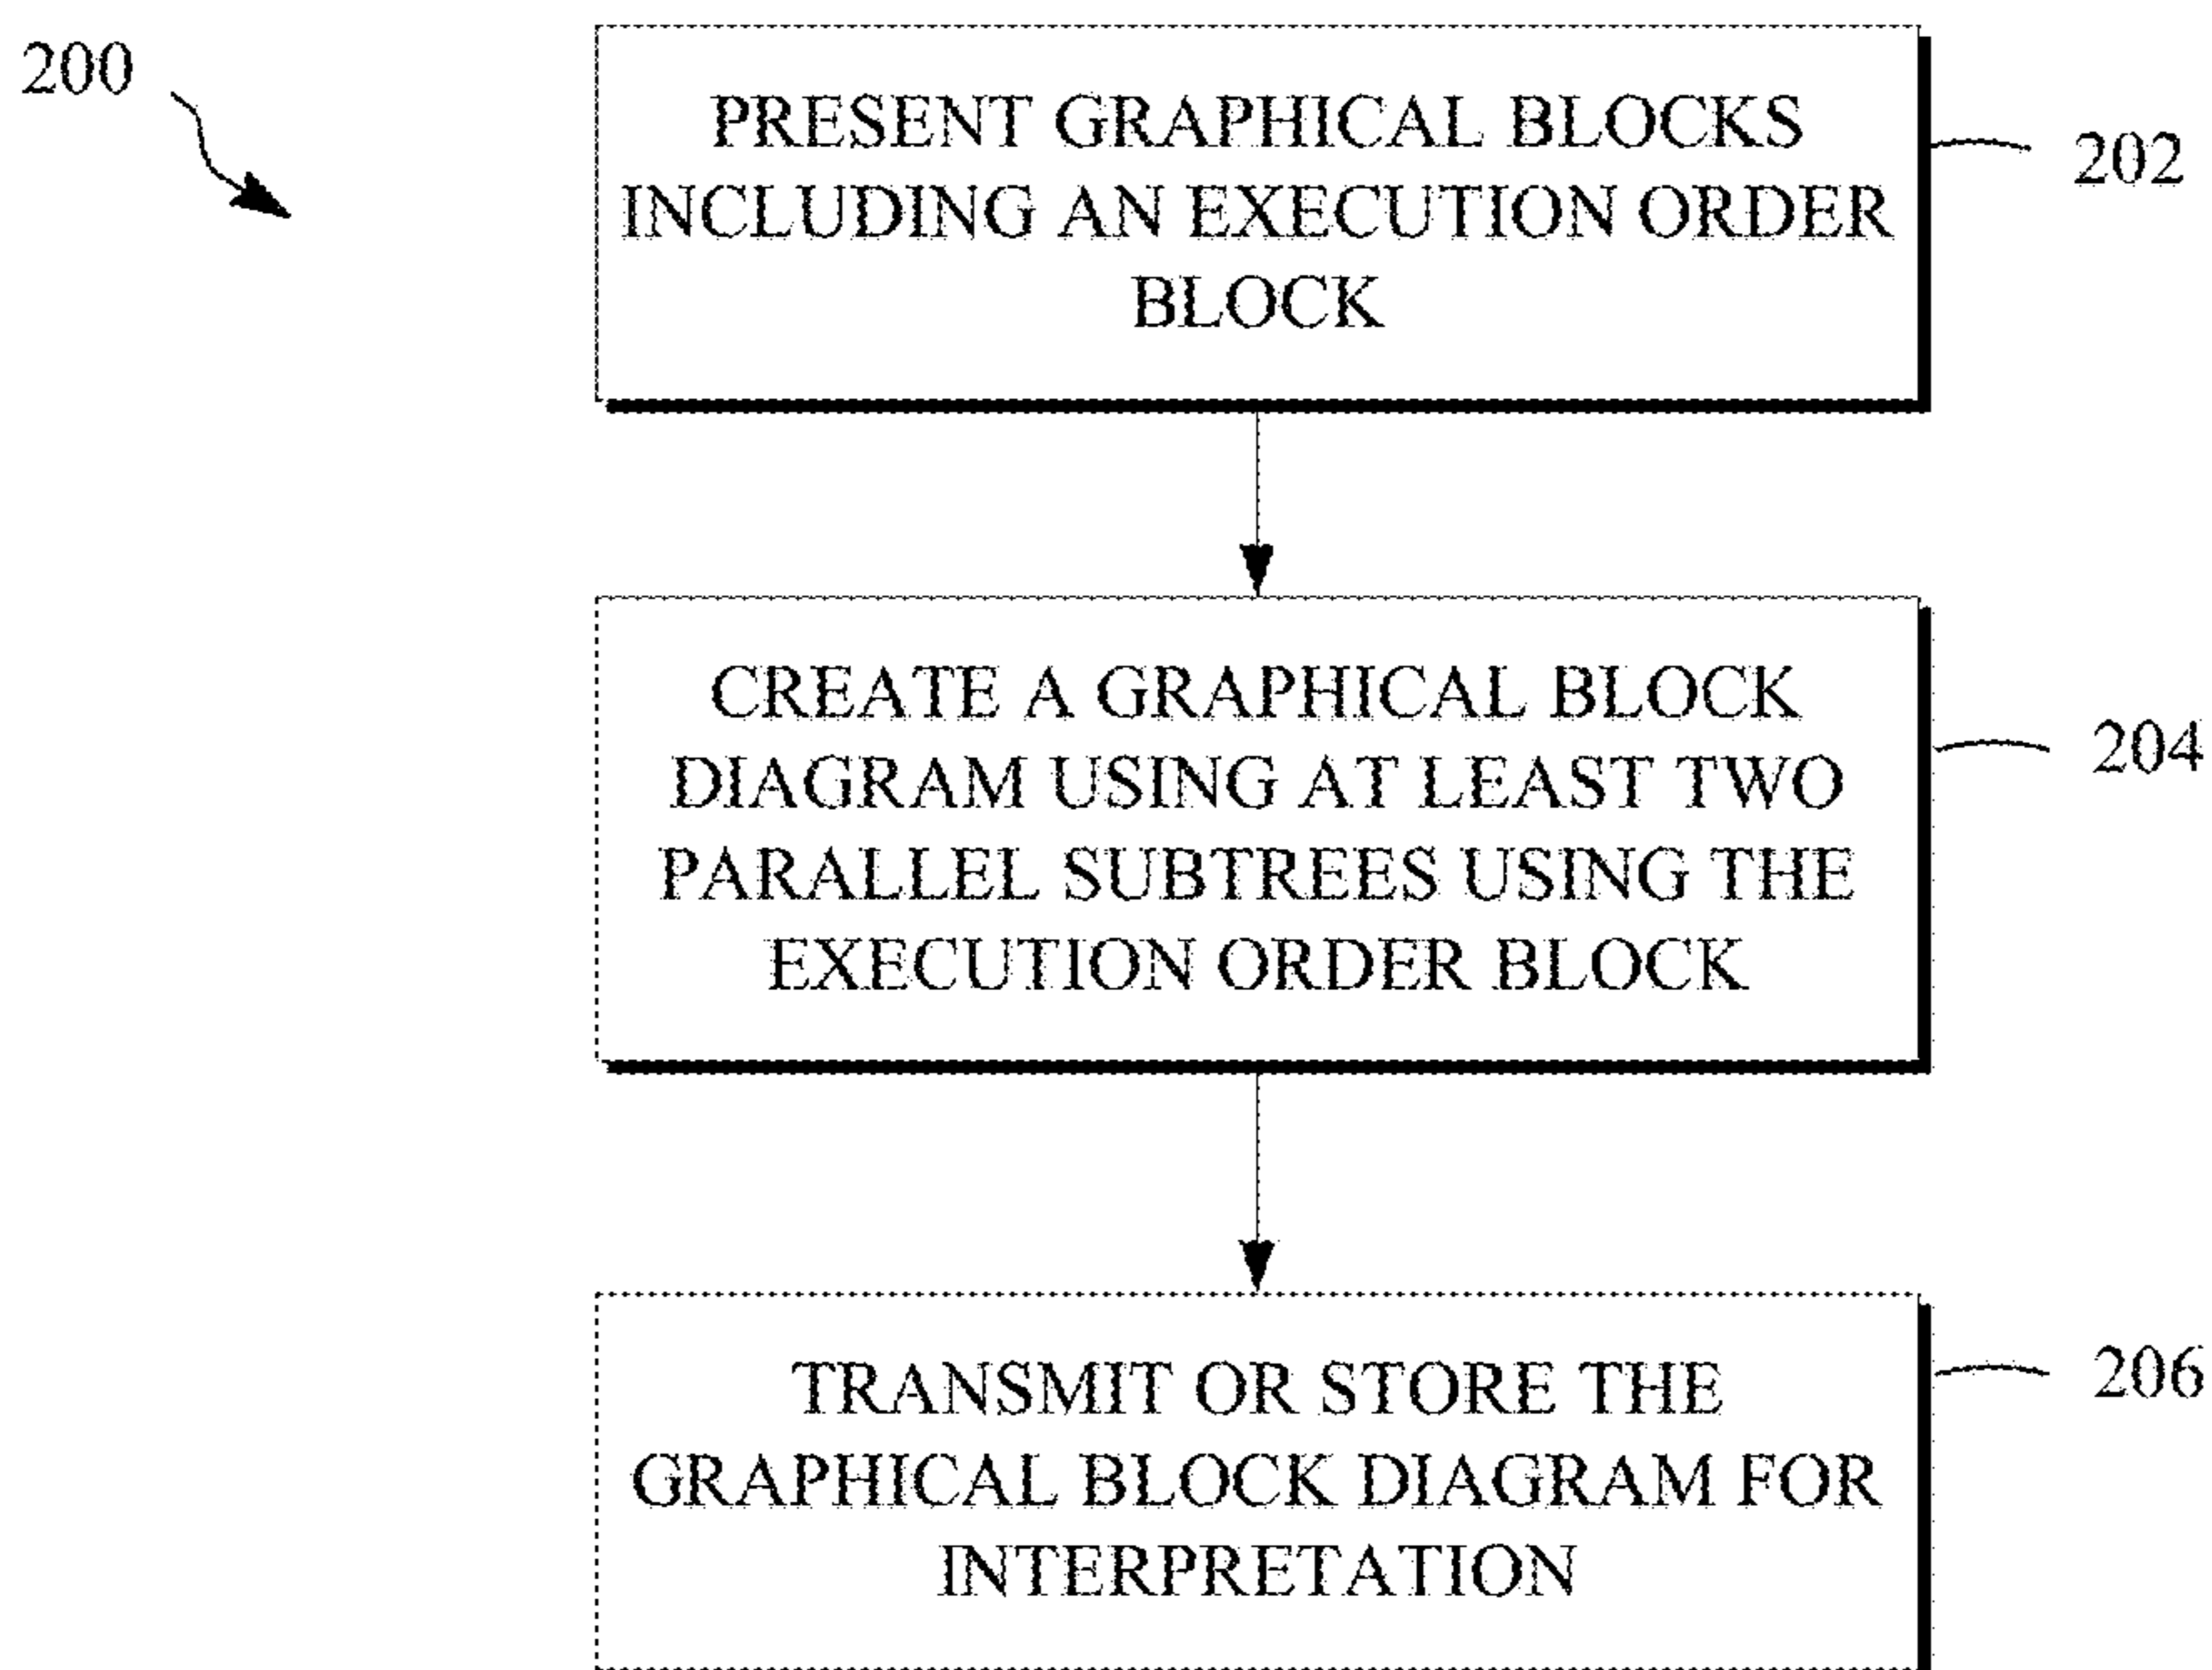 200
PRESENT GRAPHICAL BLOCKS
INCLUDING AN EXECUTION ORDER
BLOCK
202
CREATE A GRAPHICAL BLOCK
DIAGRAM USING AT LEAST TWO
PARALLEL SUBTREES USING THE
EXECUTION ORDER BLOCK
204
TRANSMIT OR STORE THE
GRAPHICAL BLOCK DIAGRAM FOR
INTERPRETATION
206